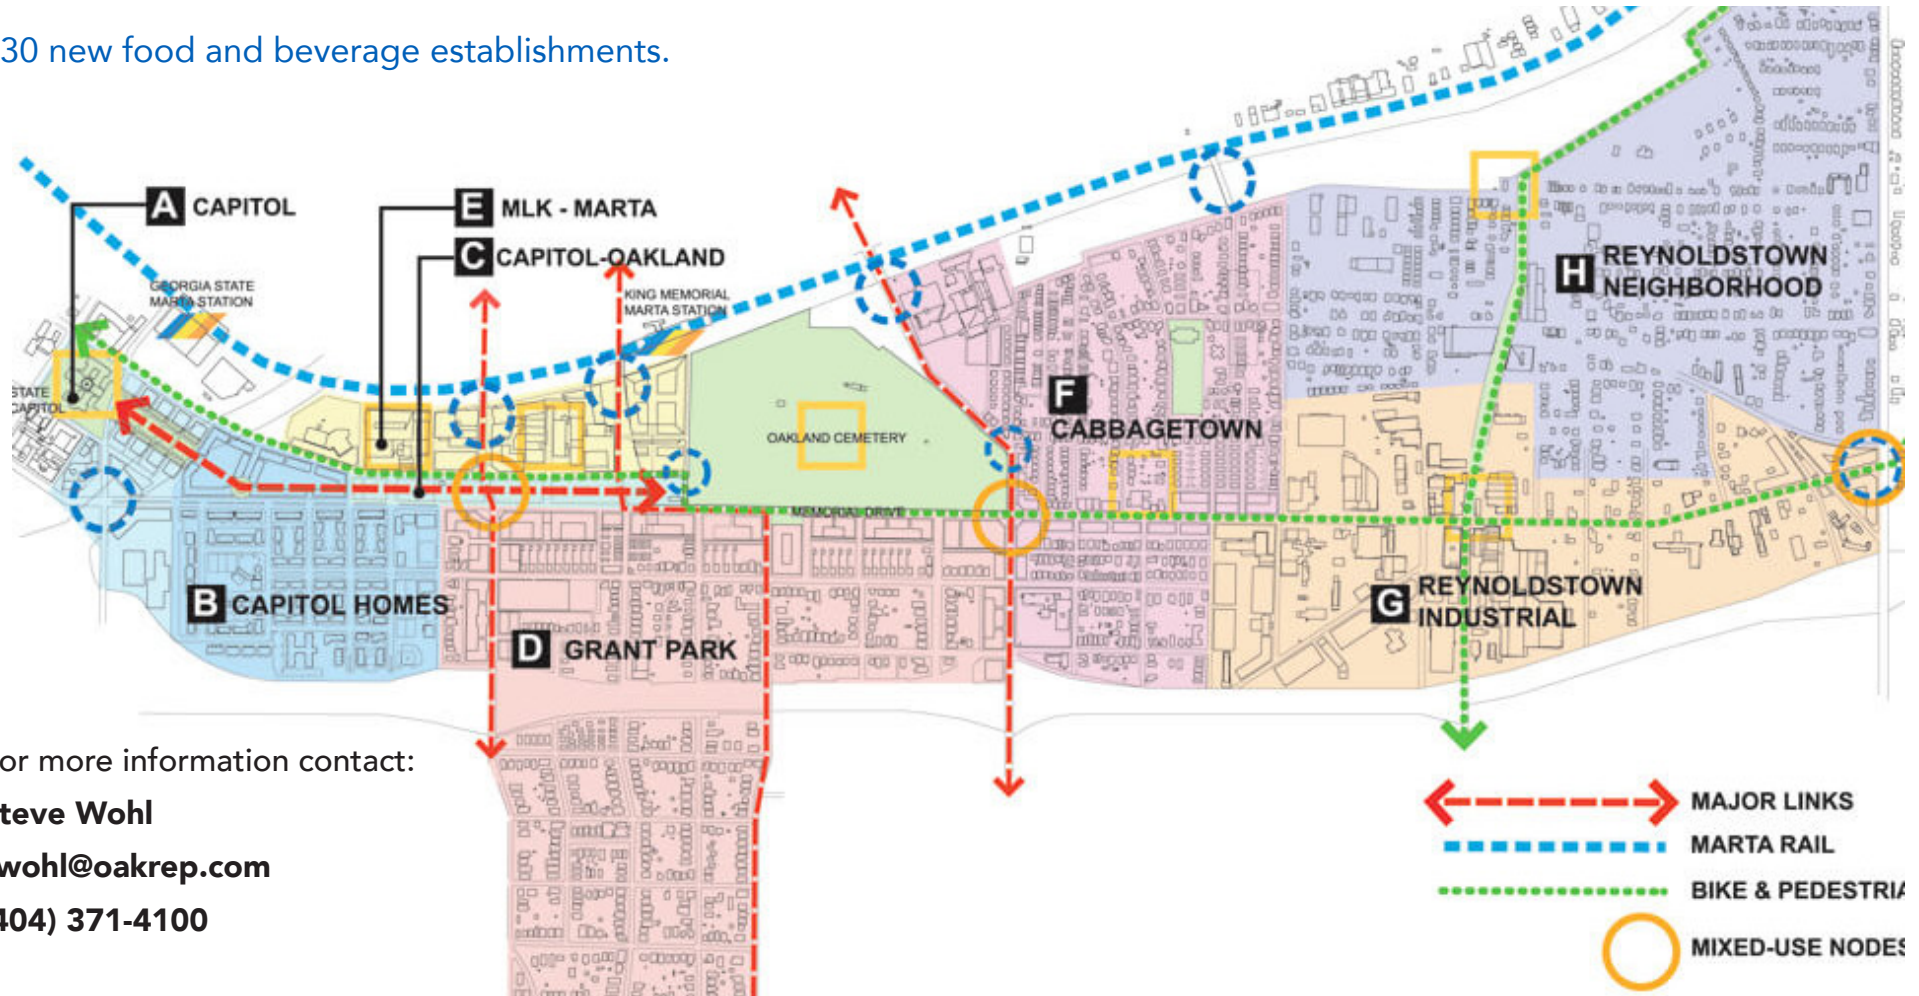 30 new food and beverage establishments.
A CAPITOL
E MLK - MARTA
C CAPITOL-OAKLAND
GEORGIA STATE
MARTA STATION
KING MEMORIAL
MARTA STATION
STATE
CAPITOL
OAKLAND CEMETERY
MEMORIAL DRIVE
F
CABBAGETOWN
H REYNOLDSTOWN
NEIGHBORHOOD
B CAPITOL HOMES
D GRANT PARK
G REYNOLDSTOWN
INDUSTRIAL
or more information contact:
teve Wohl
wohl@oakrep.com
404) 371-4100
MAJOR LINKS
MARTA RAIL
BIKE & PEDESTRIA
MIXED-USE NODES